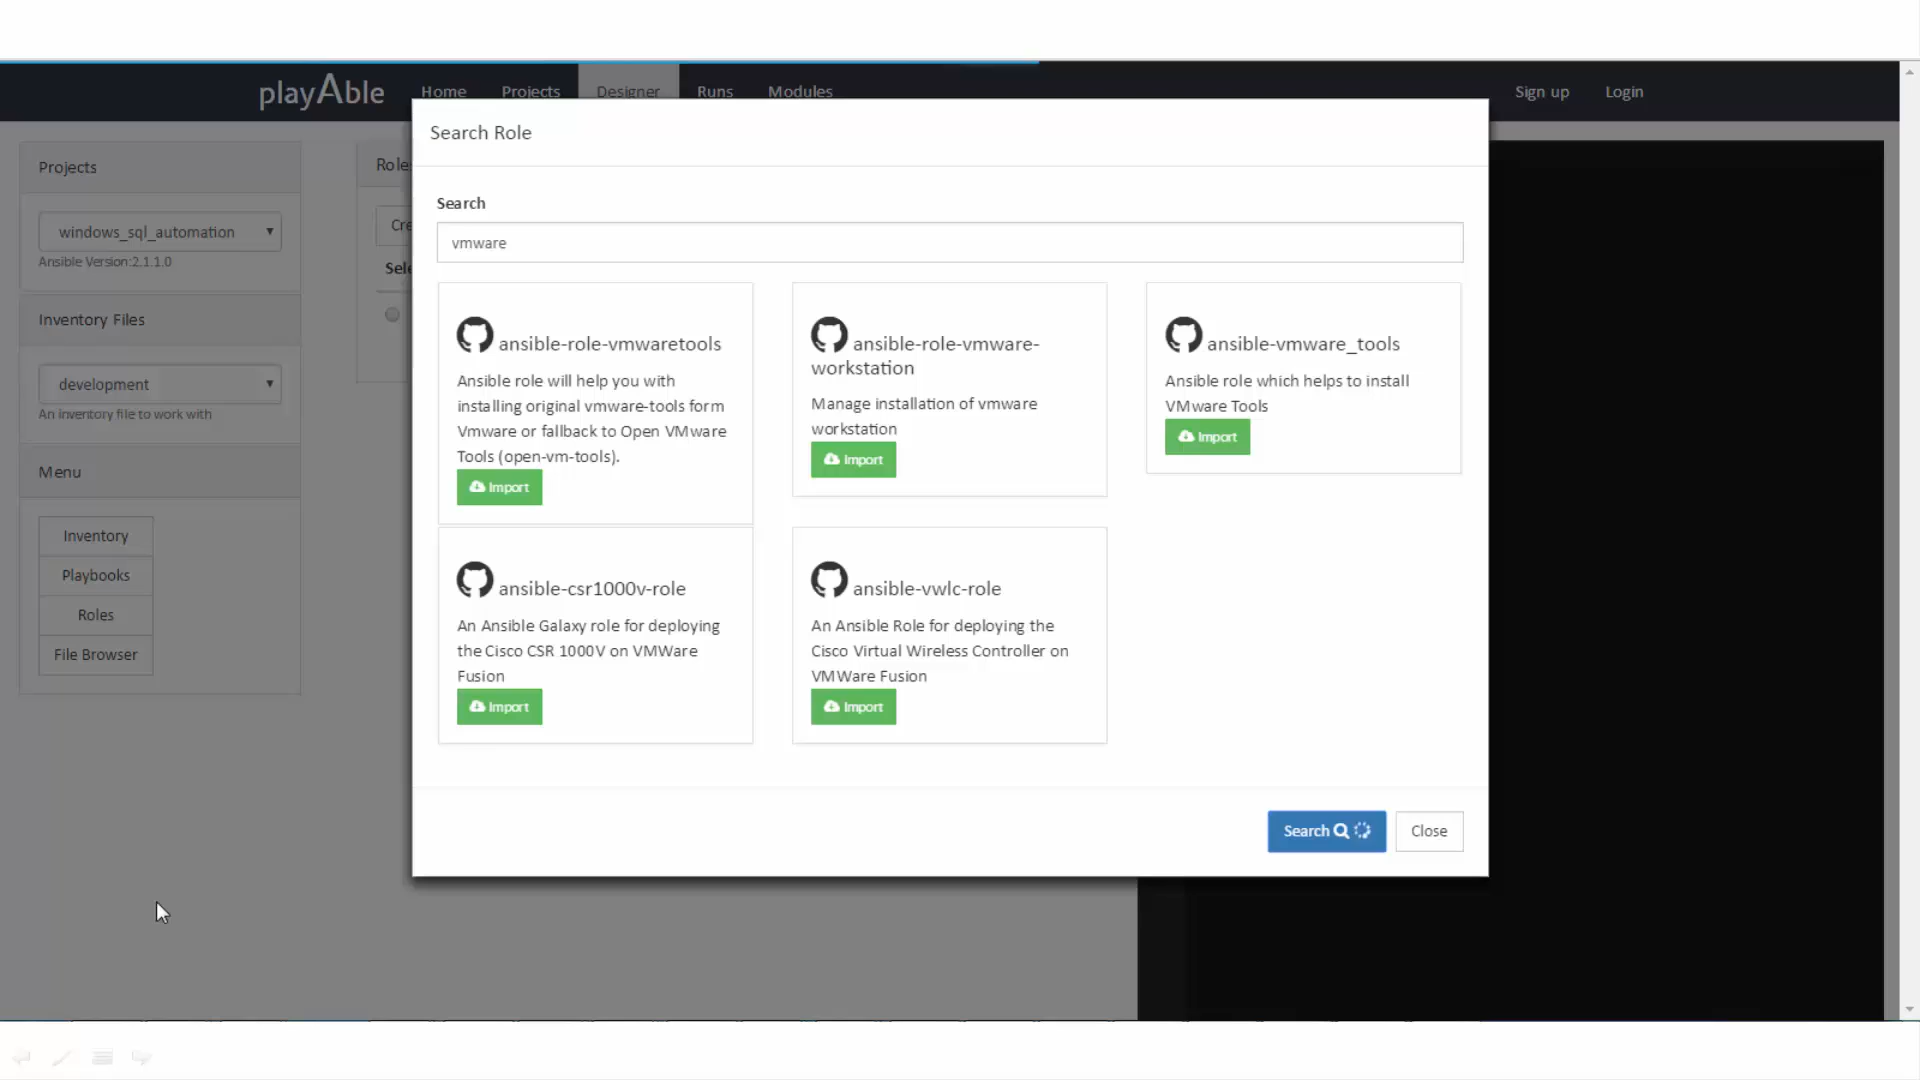 playAble
Home
Projects
Designer
Runs
Modules
Sign up
Login
Projects
windows_sql_automation
Ansible Version:2.1.1.0
Inventory Files
development
An inventory file to work with
Menu
Inventory
Playbooks
Roles
File Browser
Search Role
Search
vmware
ansible-role-vmwaretools
Ansible role will help you with
installing original vmware-tools form
Vmware or fallback to Open VMware
Tools (open-vm-tools).
Import
ansible-role-vmware-
workstation
Manage installation of vmware
workstation
Import
ansible-vmware_tools
Ansible role which helps to install
VMware Tools
Import
ansible-csr1000v-role
An Ansible Galaxy role for deploying
the Cisco CSR 1000V on VMWare
Fusion
Import
ansible-vwlc-role
An Ansible Role for deploying the
Cisco Virtual Wireless Controller on
VMWare Fusion
Import
Search
Close